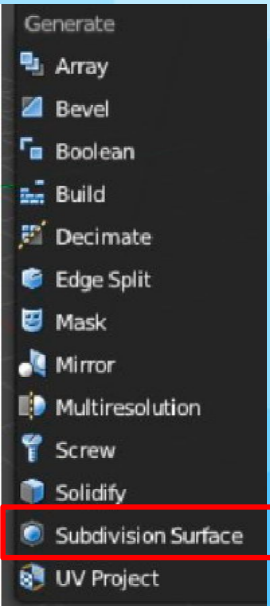 Generate
Array
Bevel
Boolean
Build
Decimate
Edge Split
Mask
Mirror
Multiresolution
Screw
Solidify
Subdivision Surface
UV Project